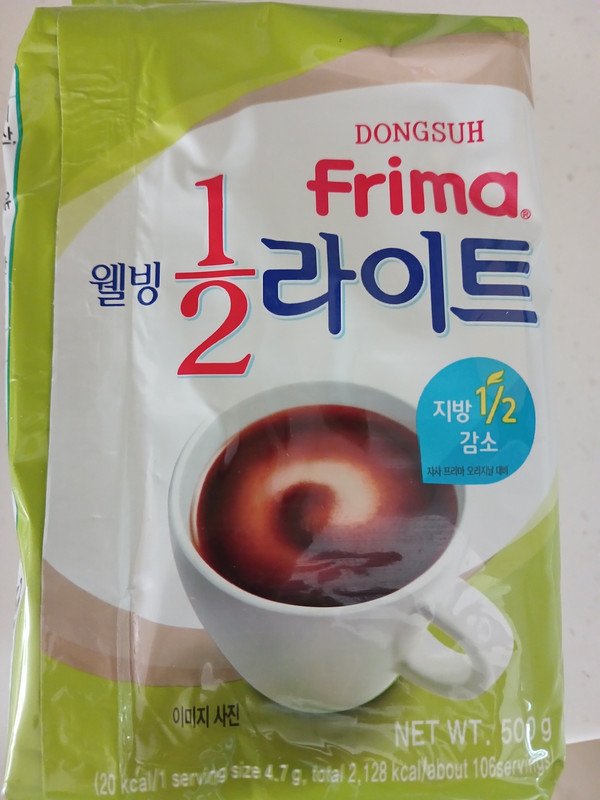 DONGSUH
Frima®
웰빙 1/2 라이트
지방 1/2
감소
자사 프리마 오리지널 대비
이미지 사진
NET WT. 500 g
(20 kcal/1 serving size 4.7 g, total 2,128 kcal/about 106servings